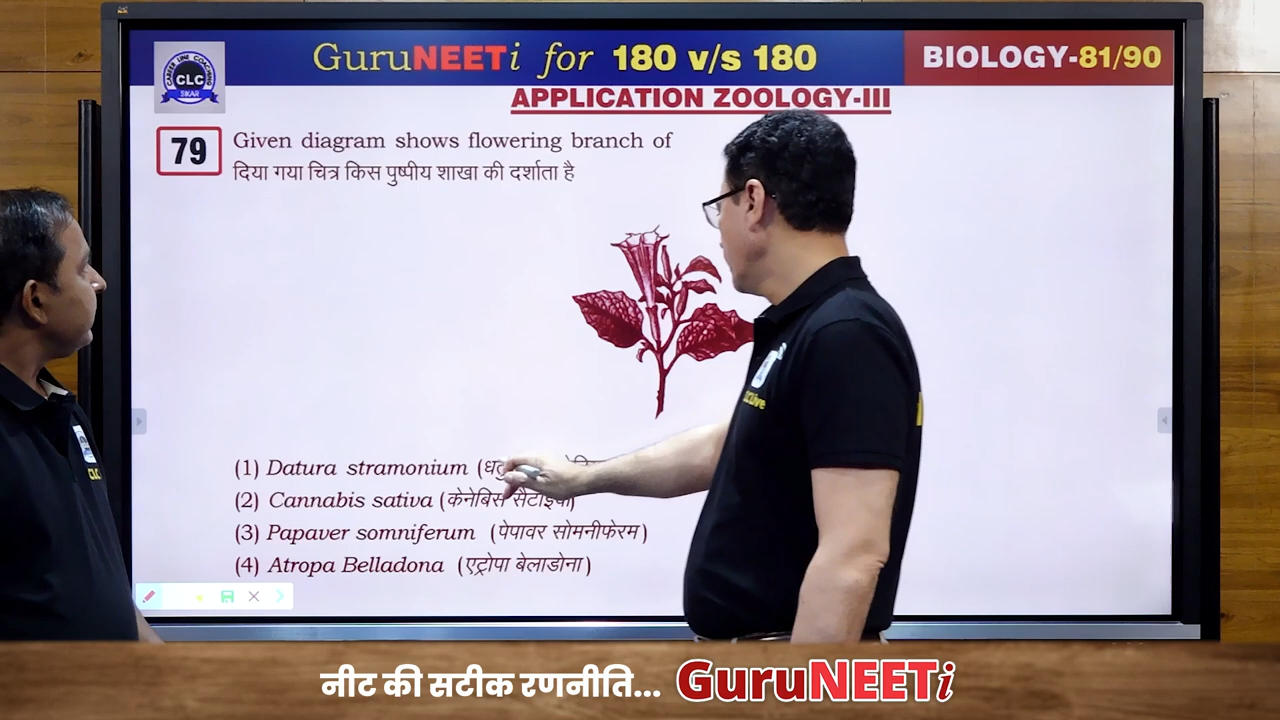 GuruNEETi for 180 v/s 180
BIOLOGY-81/90
CLC
SIKAR
APPLICATION ZOOLOGY-III
79 Given diagram shows flowering branch of
दिया गया चित्र किस पुष्पीय शाखा की दर्शाता है
(1) Datura stramonium
(2) Cannabis sativa (केनेबिस सैटाइवा)
(3) Papaver somniferum (पेपावर सोमनीफेरम)
(4) Atropa Belladona (एट्रोपा बेलाडोना)
नीट की सटीक रणनीति... GuruNEETi